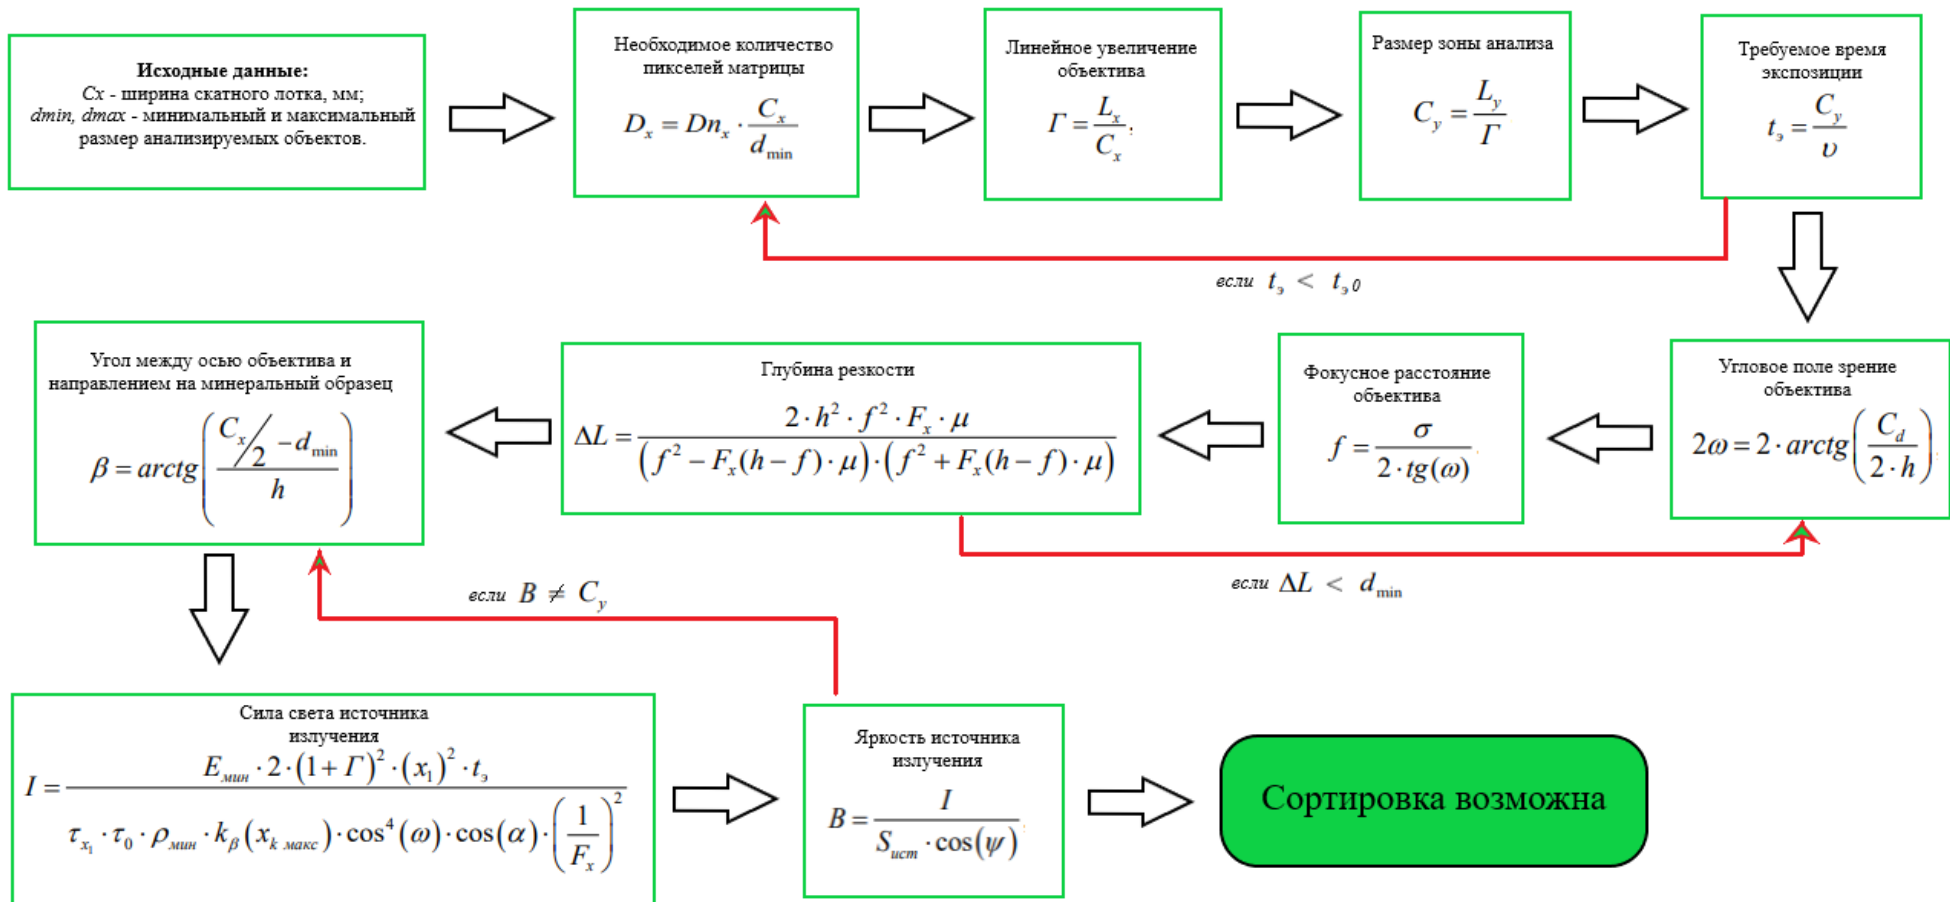 Исходные данные:
Cx - ширина скатного лотка, мм;
dmin, dmax - минимальный и максимальный
размер анализируемых объектов.
Необходимое количество
пикселей матрицы
D_x = Dn_x · C_x / d_min
Линейное увеличение
объектива
Γ = L_x / C_x,
Размер зоны анализа
C_y = L_y / Γ
Требуемое время
экспозиции
t_э = C_y / υ
если t_э < t_э0
Угловое поле зрение
объектива
2ω = 2 · arctg(C_d / (2 · h))
Фокусное расстояние
объектива
f = σ / (2 · tg(ω))
Глубина резкости
ΔL = 2 · h² · f² · F_x · μ / ((f² − F_x(h − f) · μ) · (f² + F_x(h − f) · μ))
если ΔL < d_min
Угол между осью объектива и
направлением на минеральный образец
β = arctg((C_x/2 − d_min) / h)
если B ≠ C_y
Сила света источника
излучения
I = E_мин · 2 · (1 + Γ)² · (x₁)² · t_э / (τ_x₁ · τ₀ · ρ_мин · k_β(x_k макс) · cos⁴(ω) · cos(α) · (1/F_x)²)
Яркость источника
излучения
B = I / (S_ист · cos(ψ))
Сортировка возможна